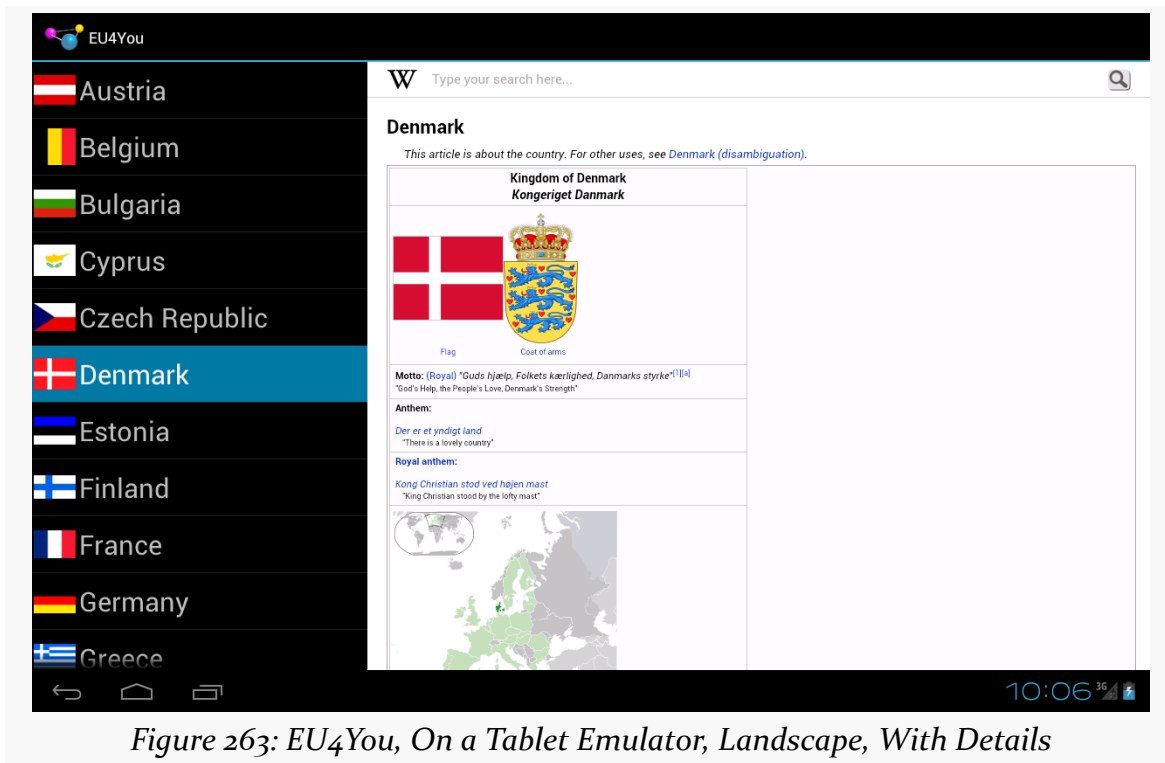 EU4You
Austria
Belgium
Bulgaria
Cyprus
Czech Republic
Denmark
Estonia
Finland
France
Germany
Greece
W
Type your search here...
Denmark
This article is about the country. For other uses, see Denmark (disambiguation).
Kingdom of Denmark
Kongeriget Danmark
Flag
Coat of arms
Motto: (Royal) "Guds hjælp, Folkets kærlighed, Danmarks styrke"[1][a]
"God's Help, the People's Love, Denmark's Strength"
Anthem:
Der er et yndigt land
"There is a lovely country"
Royal anthem:
Kong Christian stod ved højen mast
"King Christian stood by the lofty mast"
10:06 3G
Figure 263: EU4You, On a Tablet Emulator, Landscape, With Details